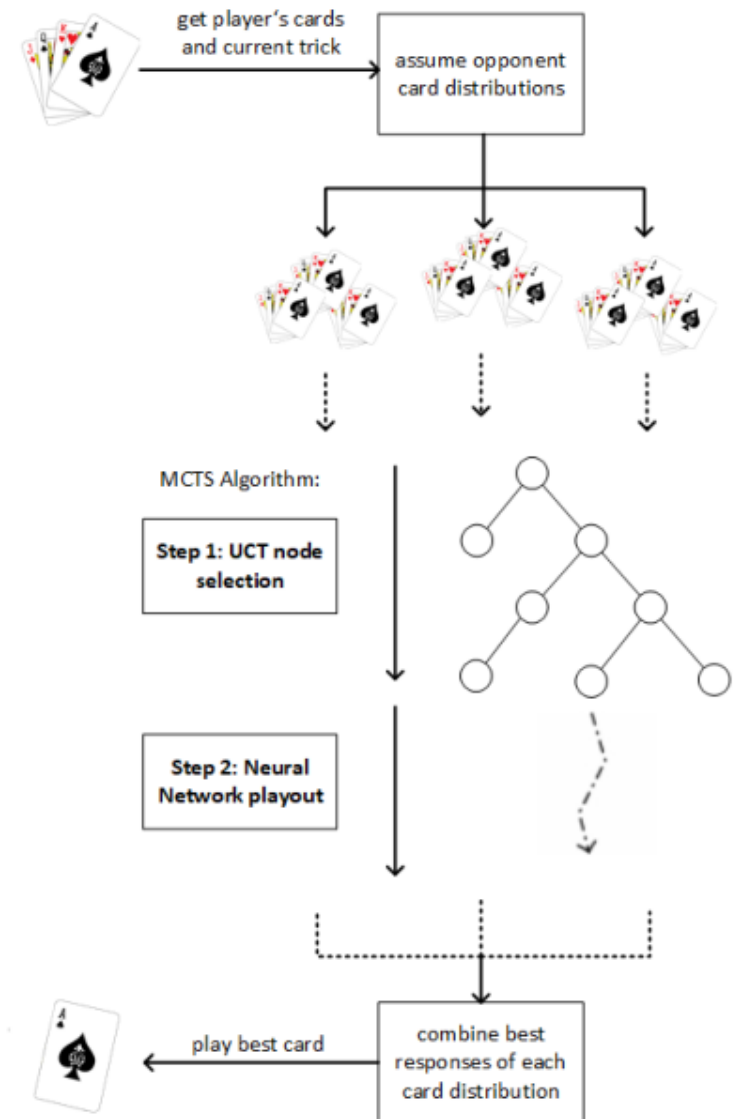 get player's cards
and current trick
assume opponent
card distributions
MCTS Algorithm:
Step 1: UCT node
selection
Step 2: Neural
Network playout
play best card
combine best
responses of each
card distribution